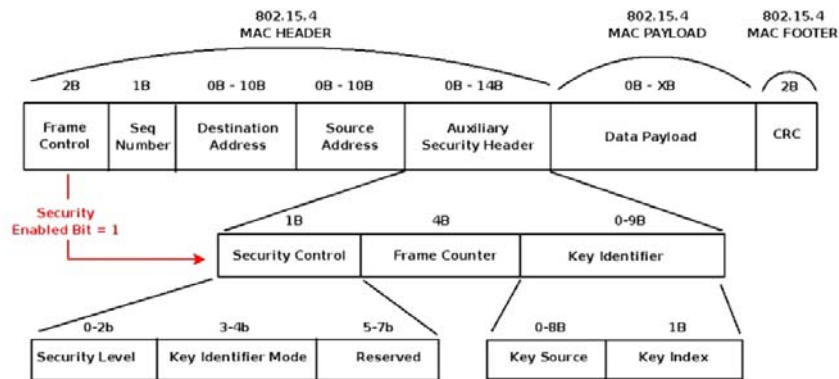 802.15.4 802.15.4 802.15.4
MAC HEADER MAC PAYLOAD MAC FOOTER
2B 1B 0B - 10B 0B - 10B 0B - 14B 0B - XB 2B
Frame Control Seq Number Destination Address Source Address Auxiliary Security Header Data Payload CRC
Security
Enabled Bit = 1
1B 4B 0-9B
Security Control Frame Counter Key Identifier
0-2b 3-4b 5-7b 0-8B 1B
Security Level Key Identifier Mode Reserved Key Source Key Index